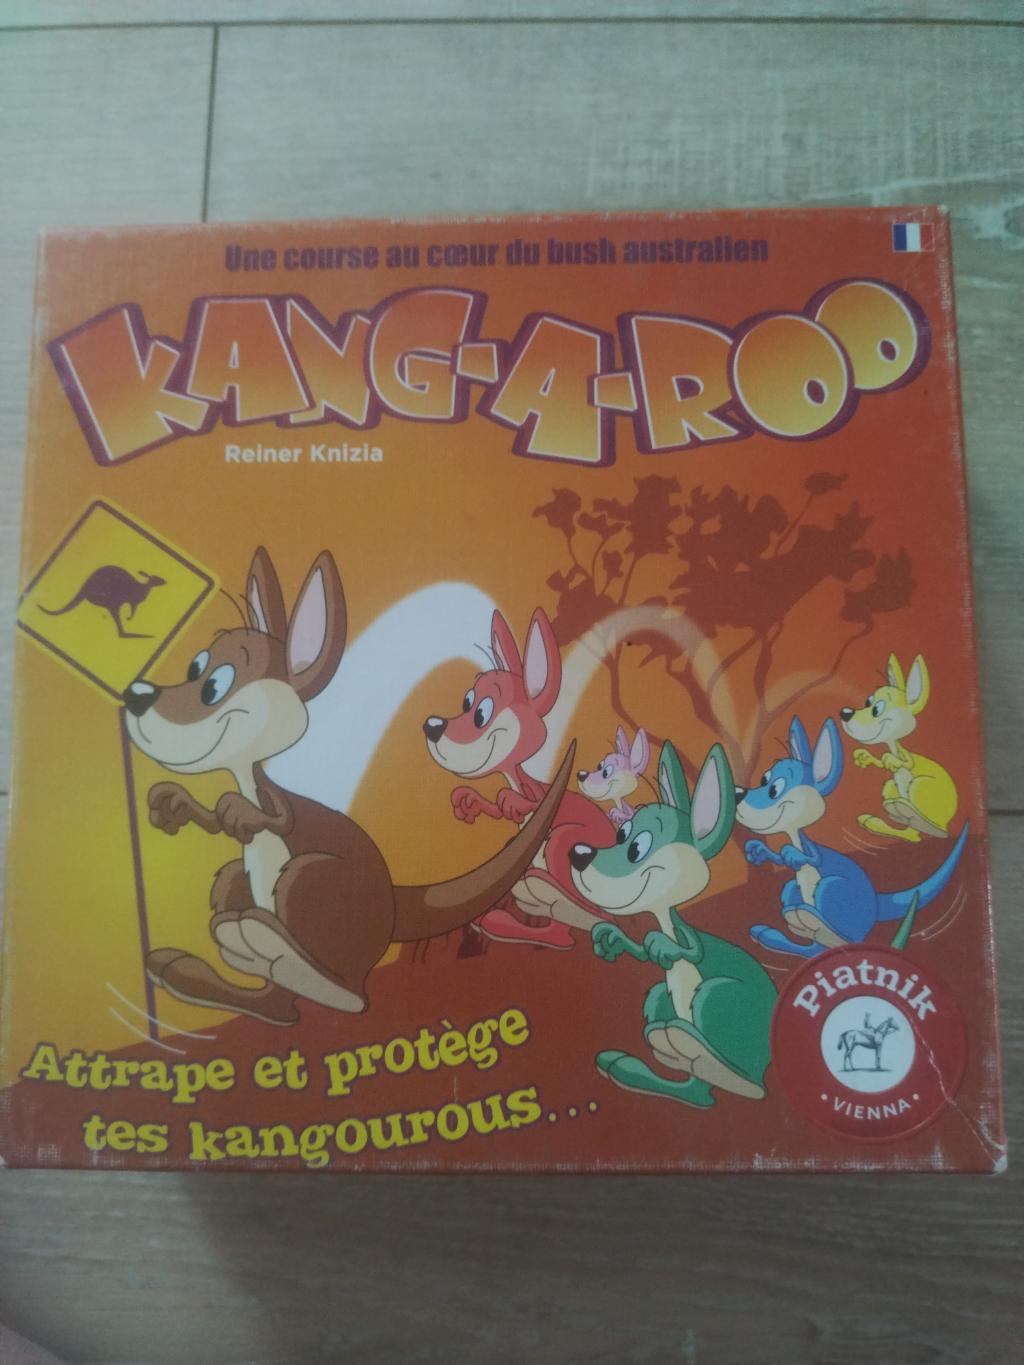 Une course au cœur du bush australien
KANG-A-ROO
Reiner Knizia
Attrape et protège
tes kangourous...
Piatnik
• VIENNA •